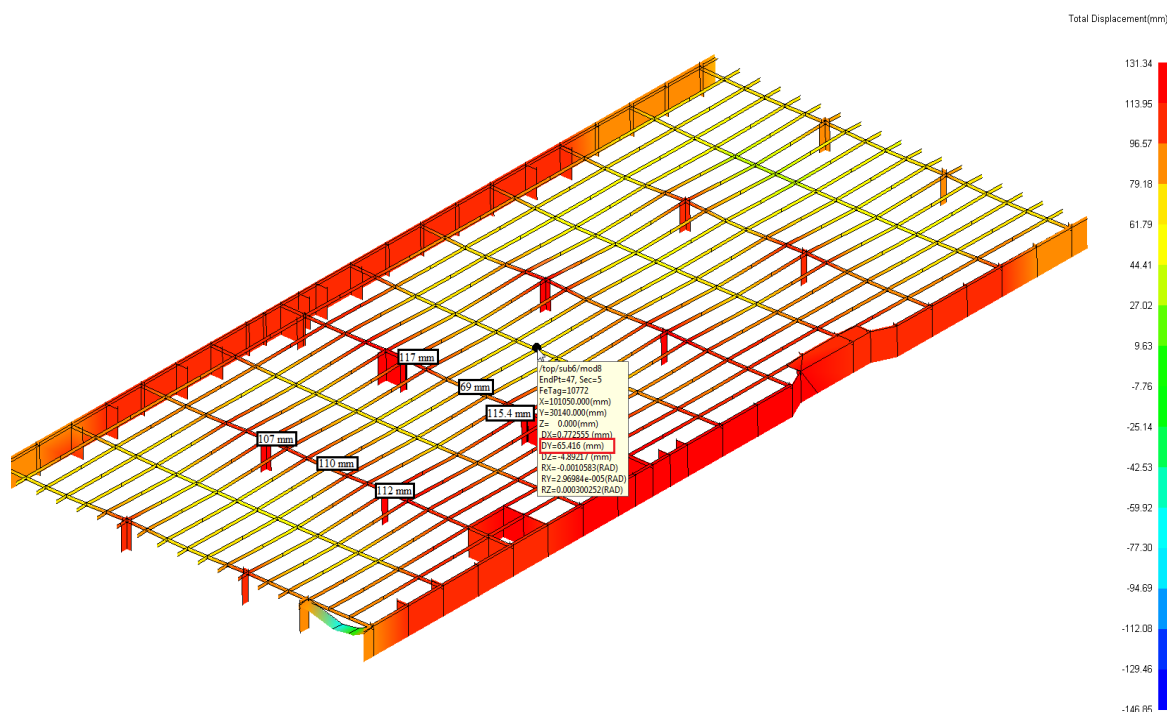 Total Displacement(mm)
131.34
113.95
96.57
79.18
61.79
44.41
27.02
9.63
-7.76
-25.14
-42.53
-59.92
-77.30
-94.69
-112.08
-129.46
-146.85
117 mm
69 mm
115.4 mm
107 mm
110 mm
112 mm
/top/sub6/mod8
EndPt=47, Sec=5
FeTag=10772
X=101050.000(mm)
Y=30140.000(mm)
Z= 0.000(mm)
DX=0.772555 (mm)
DY=65.416 (mm)
DZ=-4.89217 (mm)
RX=-0.0010583(RAD)
RY=2.96984e-005(RAD)
RZ=0.000300252(RAD)